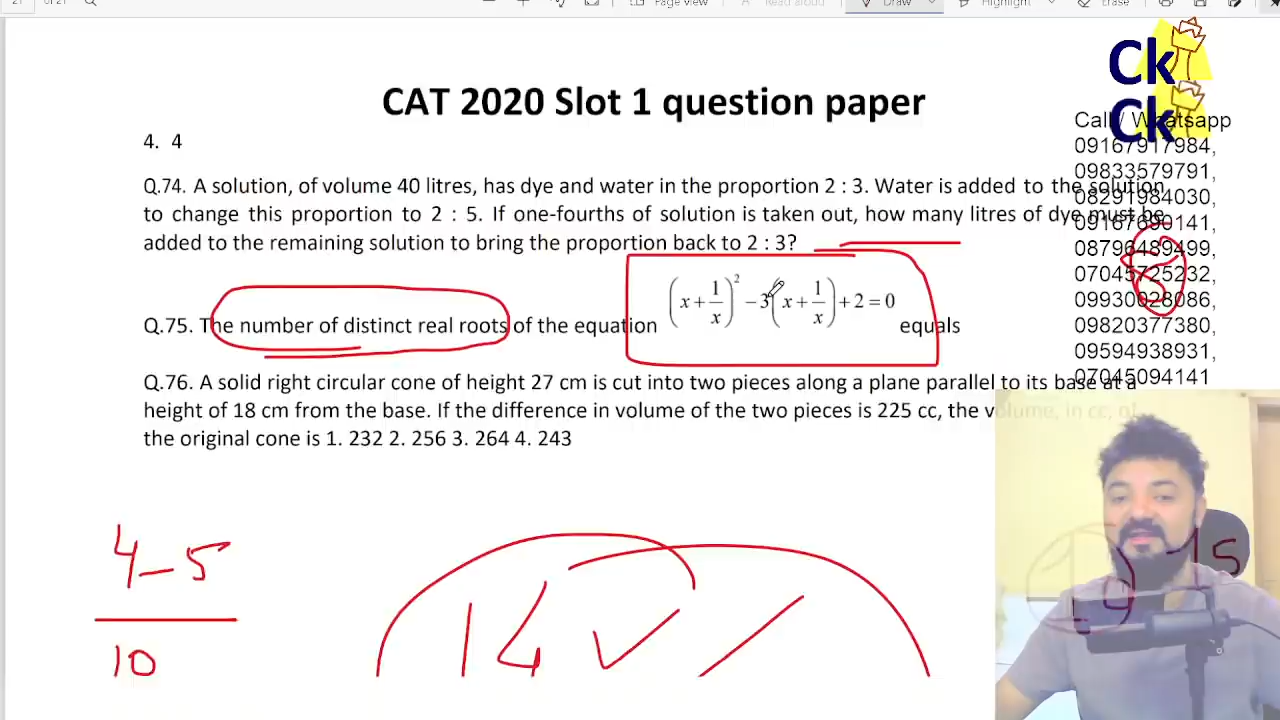 Page view
Draw
Highlight
Erase
Ck
Ck
CAT 2020 Slot 1 question paper
Call/ Whatsapp
09167917984,
09833579791,
08291984030,
09167690141,
08796489499,
07045725232,
09930028086,
09820377380,
09594938931,
07045094141
4. 4
Q.74. A solution, of volume 40 litres, has dye and water in the proportion 2 : 3. Water is added to the solution
to change this proportion to 2 : 5. If one-fourths of solution is taken out, how many litres of dye must be
added to the remaining solution to bring the proportion back to 2 : 3?
Q.75. The number of distinct real roots of the equation (x + 1/x)² − 3(x + 1/x) + 2 = 0 equals
Q.76. A solid right circular cone of height 27 cm is cut into two pieces along a plane parallel to its base at a
height of 18 cm from the base. If the difference in volume of the two pieces is 225 cc, the volume, in cc, of
the original cone is 1. 232 2. 256 3. 264 4. 243
4-5
10
14